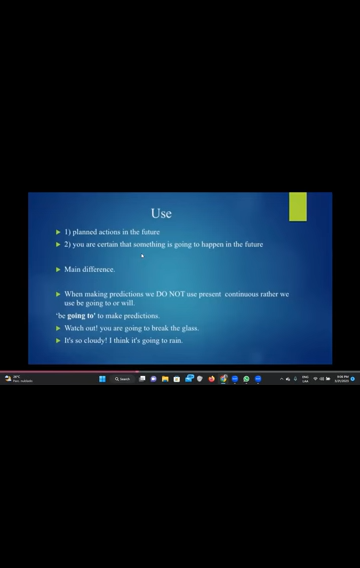 Use
1) planned actions in the future
2) you are certain that something is going to happen in the future
Main difference.
When making predictions we DO NOT use present continuous rather we
use be going to or will.
'be going to' to make predictions.
Watch out! you are going to break the glass.
It's so cloudy! I think it's going to rain.
Search
ENG